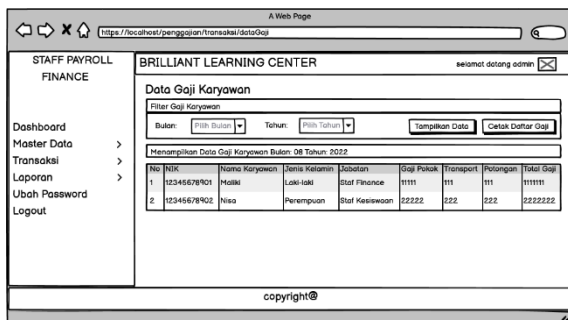 A Web Page
https://localhost/penggajian/transaksi/dataGaji
STAFF PAYROLL
FINANCE
BRILLIANT LEARNING CENTER
selamat datang admin
Dashboard
Master Data >
Transaksi >
Laporan >
Ubah Password
Logout
Data Gaji Karyawan
Filter Gaji Karyawan
Bulan: Pilih Bulan Tahun: Pilih Tahun Tampilkan Data Cetak Daftar Gaji
Menampilkan Data Gaji Karyawan Bulan: 08 Tahun: 2022
No NIK Nama Karyawan Jenis Kelamin Jabatan Gaji Pokok Transport Potongan Total Gaji
1 12345678901 Maliki Laki-laki Staf Finance 11111 111 111 1111111
2 12345678902 Nisa Perempuan Staf Kesiswaan 22222 222 222 2222222
copyright@